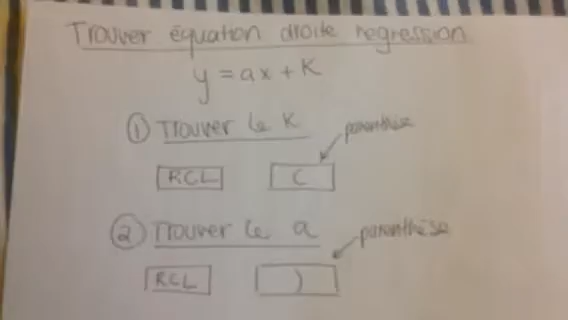 Trouver équation droite regression
y = ax + K
① Trouver le K
parenthèse
RCL (
② Trouver le a
parenthèse
RCL )